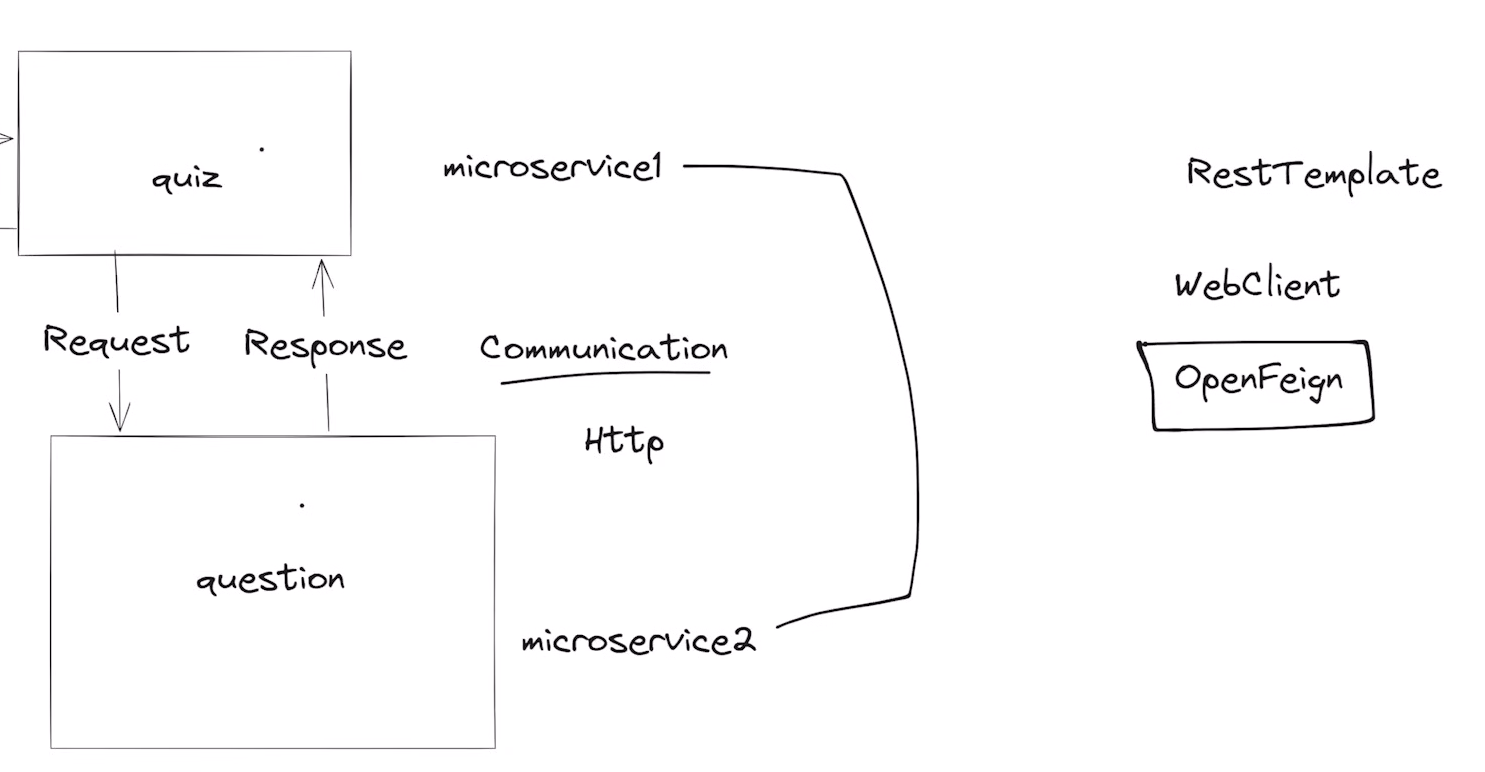 quiz
microservice1
Request
Response
Communication
Http
question
microservice2
RestTemplate
WebClient
OpenFeign